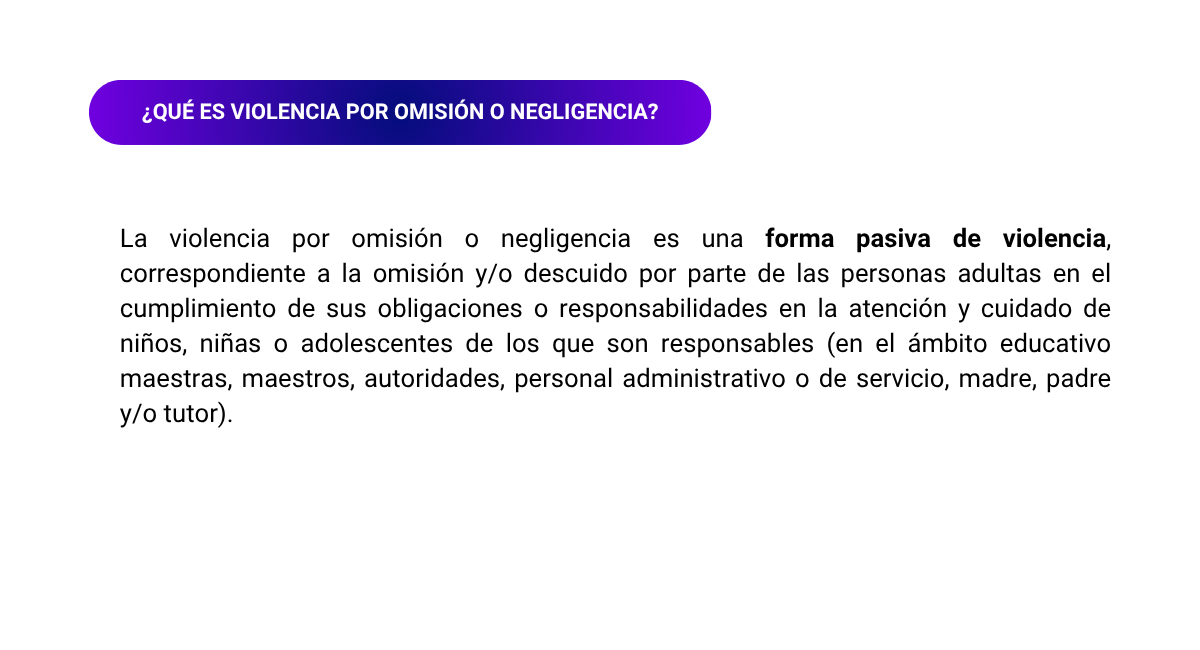 ¿QUÉ ES VIOLENCIA POR OMISIÓN O NEGLIGENCIA?
La violencia por omisión o negligencia es una forma pasiva de violencia,
correspondiente a la omisión y/o descuido por parte de las personas adultas en el
cumplimiento de sus obligaciones o responsabilidades en la atención y cuidado de
niños, niñas o adolescentes de los que son responsables (en el ámbito educativo
maestras, maestros, autoridades, personal administrativo o de servicio, madre, padre
y/o tutor).